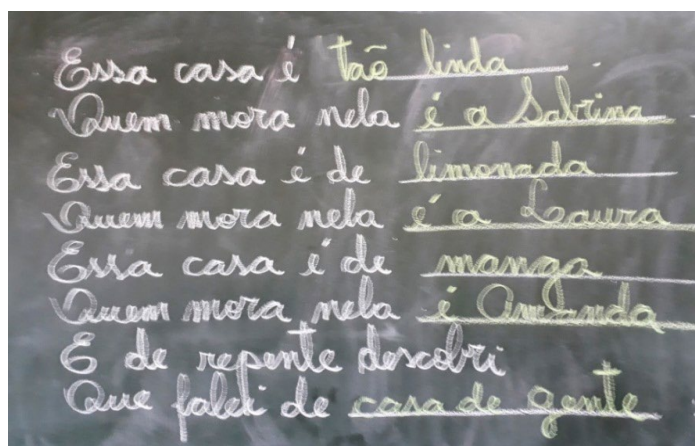 Essa casa é tão linda.
Quem mora nela é a Sabrina
Essa casa é de limonada
Quem mora nela é a Laura
Essa casa é de manga
Quem mora nela é Amanda
E de repente descobri
Que falei de casa de gente